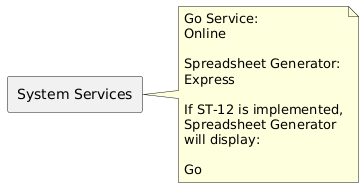 System Services
Go Service:
Online
Spreadsheet Generator:
Express
If ST-12 is implemented,
Spreadsheet Generator
will display:
Go